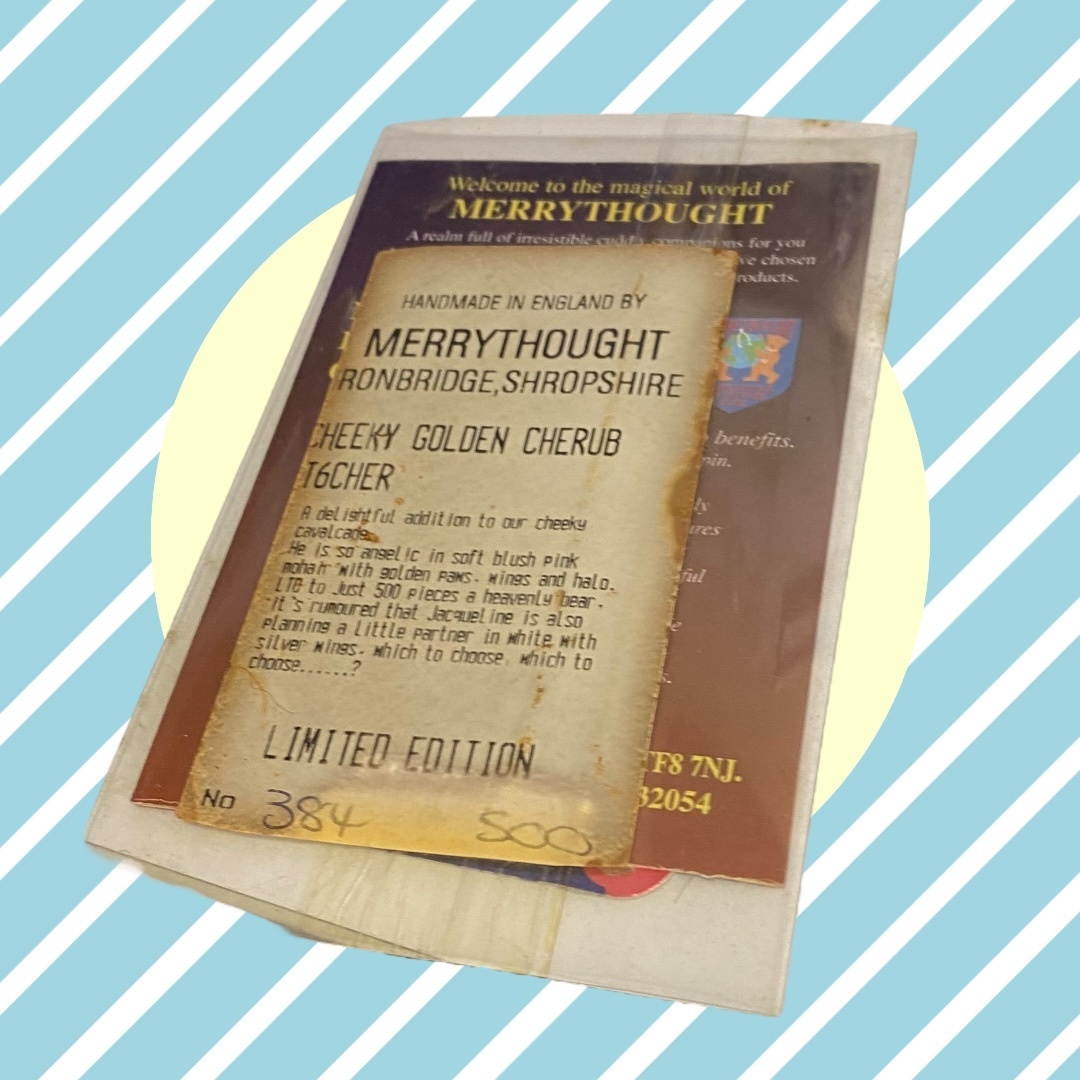 Welcome to the magical world of
MERRYTHOUGHT
A realm full of irresistible cuddly companions for you
ve chosen
roducts.
HANDMADE IN ENGLAND BY
MERRYTHOUGHT
RONBRIDGE, SHROPSHIRE
CHEEKY GOLDEN CHERUB
T6CHER
A delightful addition to our cheeky
cavalcade.
He is so angelic in soft blush pink
mohair with golden paws, wings and halo.
LTD to just 500 pieces a heavenly bear.
it's rumoured that Jacqueline is also
planning a little partner in white with
silver wings. which to choose, which to
choose......?
LIMITED EDITION
No 384 500
benefits.
pin.
ly
ures
ful
e
s.
TF8 7NJ.
32054